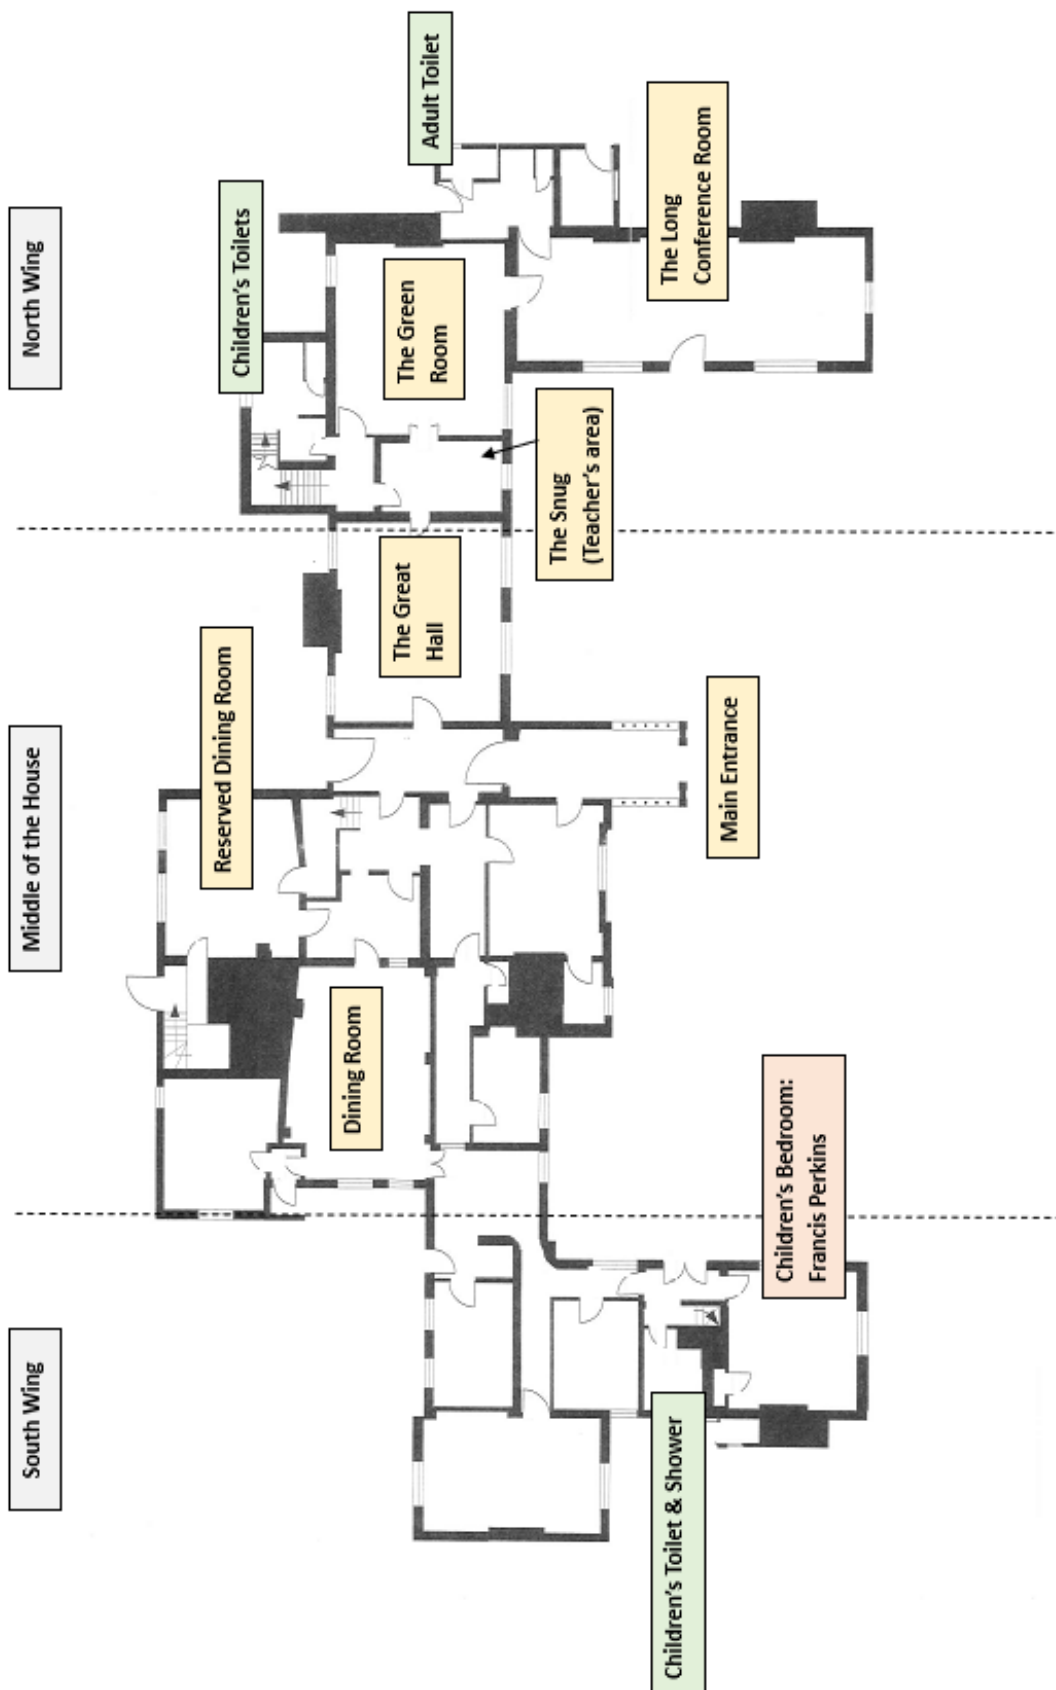 South Wing
Middle of the House
North Wing
Children's Toilets
Adult Toilet
Reserved Dining Room
Dining Room
The Great
Hall
The Green
Room
The Snug
(Teacher's area)
The Long
Conference Room
Main Entrance
Children's Toilet & Shower
Children's Bedroom:
Francis Perkins